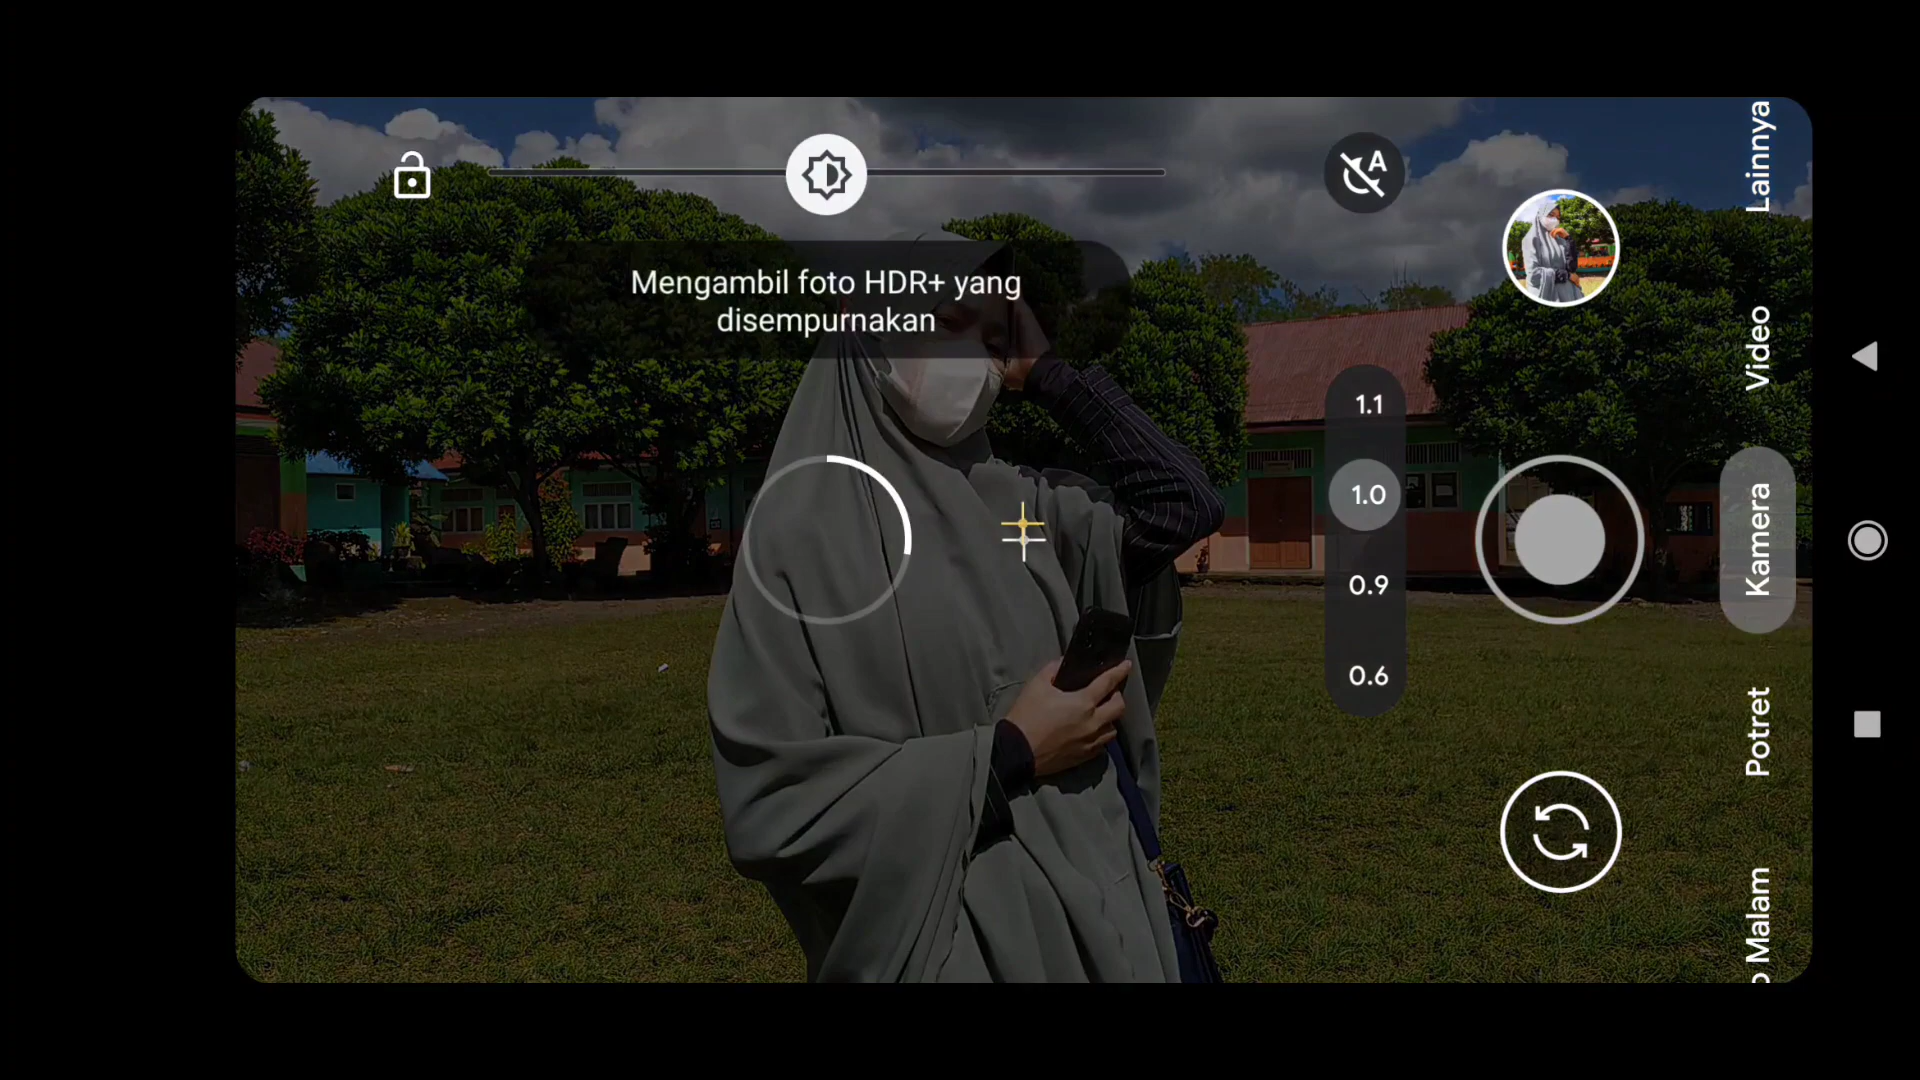 A
Mengambil foto HDR+ yang
disempurnakan
1.1
1.0
0.9
0.6
Lainnya
Video
Kamera
Potret
o Malam